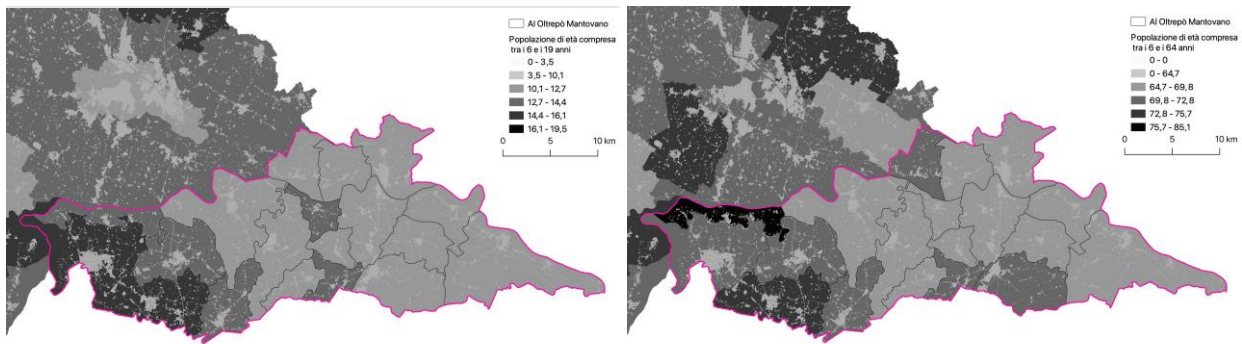 Al Oltrepò Mantovano
Popolazione di età compresa
tra i 6 e i 19 anni
0 - 3,5
3,5 - 10,1
10,1 - 12,7
12,7 - 14,4
14,4 - 16,1
16,1 - 19,5
0 5 10 km
Al Oltrepò Mantovano
Popolazione di età compresa
tra i 6 e i 64 anni
0 - 0
0 - 64,7
64,7 - 69,8
69,8 - 72,8
72,8 - 75,7
75,7 - 85,1
0 5 10 km